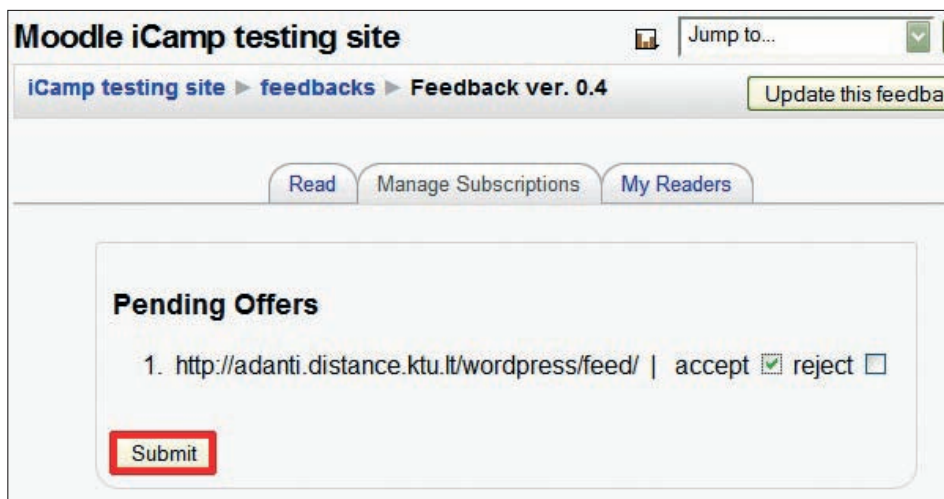 Moodle iCamp testing site
Jump to...
iCamp testing site ► feedbacks ► Feedback ver. 0.4
Update this feedba
Read
Manage Subscriptions
My Readers
Pending Offers
1. http://adanti.distance.ktu.lt/wordpress/feed/ | accept reject
Submit